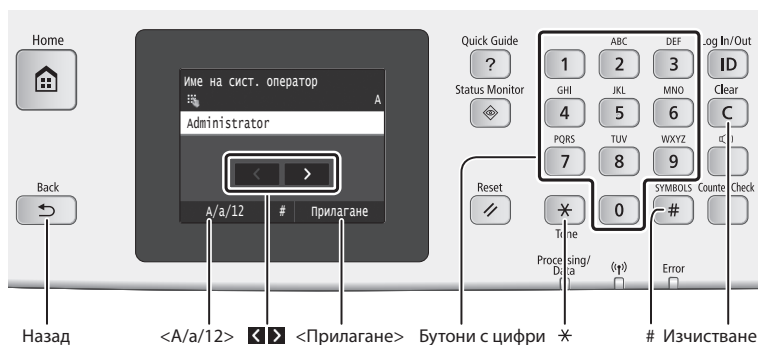 Home
Quick Guide
ABC
DEF
Log In/Out
?
1
2
3
ID
Име на сист. оператор
Status Monitor
GHI
JKL
MNO
Clear
A
4
5
6
C
Administrator
PQRS
TUV
WXYZ
7
8
9
< >
Back
Reset
SYMBOLS
Counter Check
A/a/12 # Прилагане
0
#
Tone
Processing/
Data
Error
Назад <A/a/12> < > <Прилагане> Бутони с цифри # Изчистване